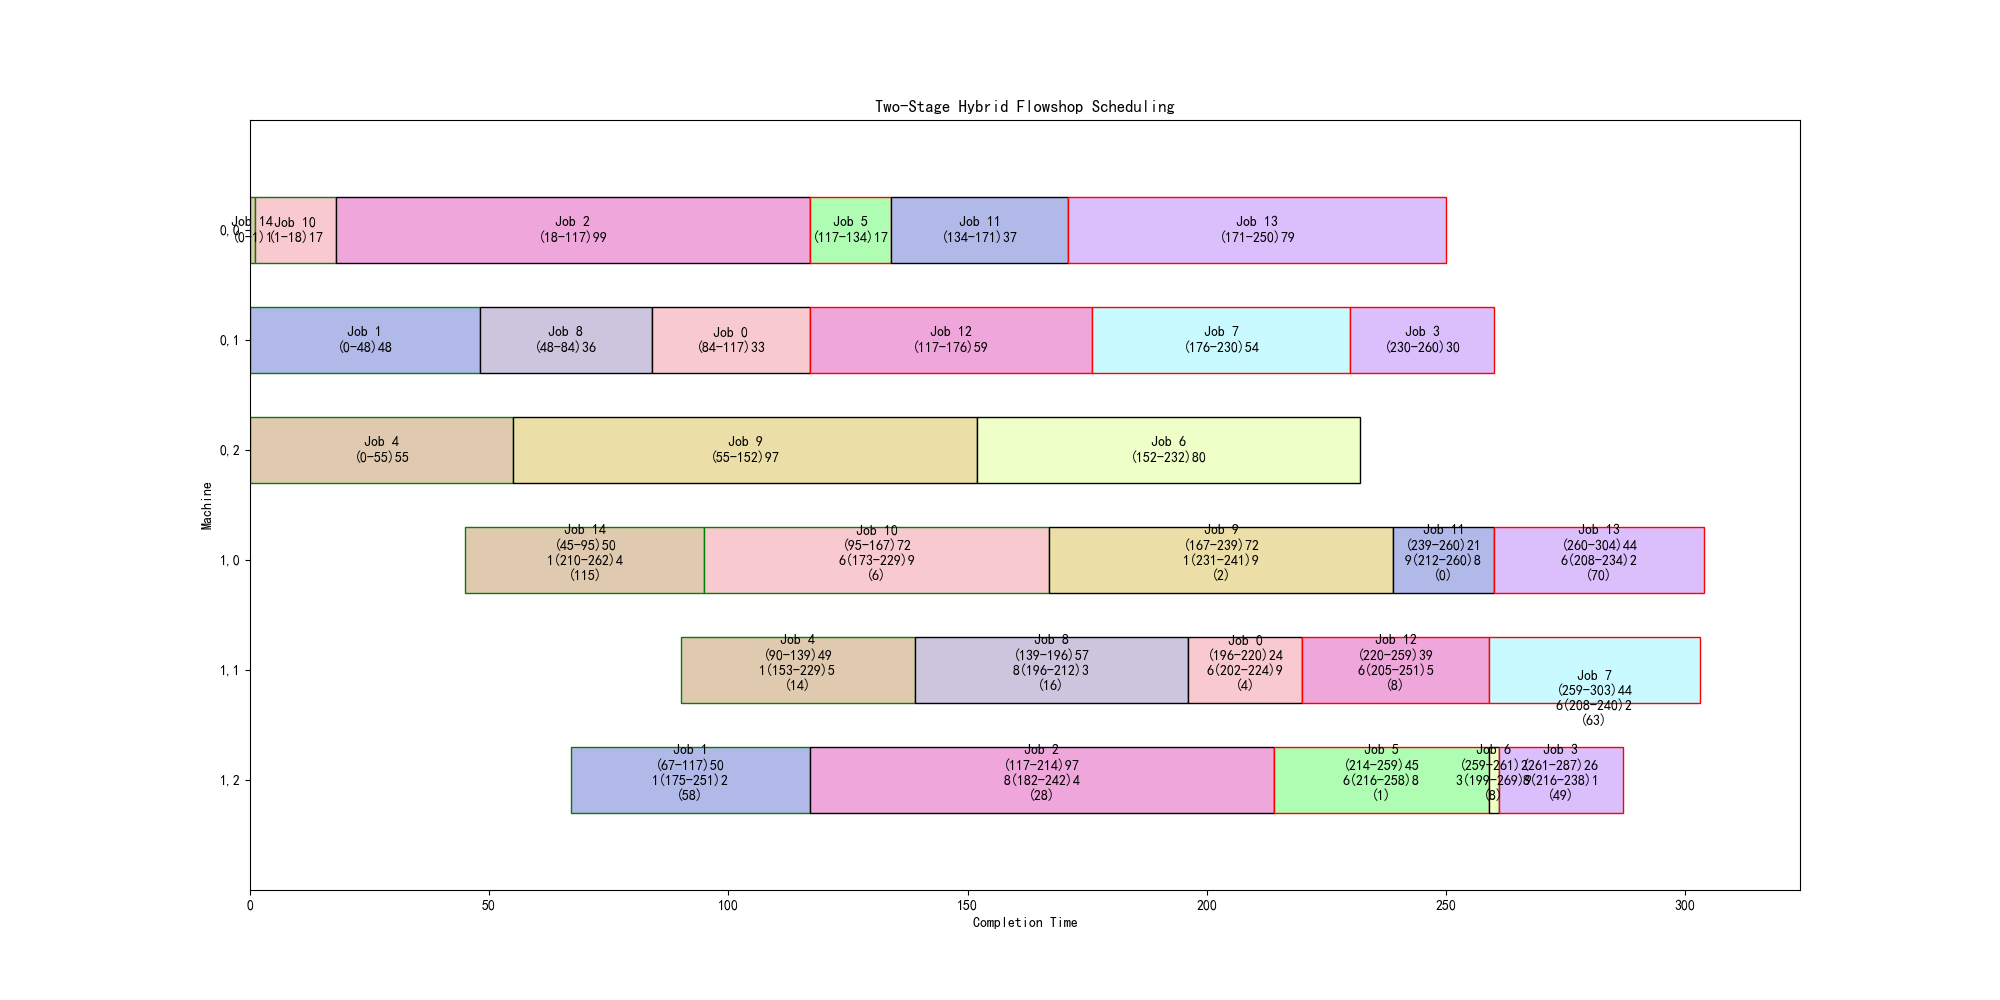 Two-Stage Hybrid Flowshop Scheduling
Machine
0,0
Job 14
(0-1)1
Job 10
(1-18)17
Job 2
(18-117)99
Job 5
(117-134)17
Job 11
(134-171)37
Job 13
(171-250)79
0,1
Job 1
(0-48)48
Job 8
(48-84)36
Job 0
(84-117)33
Job 12
(117-176)59
Job 7
(176-230)54
Job 3
(230-260)30
0,2
Job 4
(0-55)55
Job 9
(55-152)97
Job 6
(152-232)80
1,0
Job 14
(45-95)50
1(210-262)4
(115)
Job 10
(95-167)72
6(173-229)9
(6)
Job 9
(167-239)72
1(231-241)9
(2)
Job 11
(239-260)21
9(212-260)8
(0)
Job 13
(260-304)44
6(208-234)2
(70)
1,1
Job 4
(90-139)49
1(153-229)5
(14)
Job 8
(139-196)57
8(196-212)3
(16)
Job 0
(196-220)24
6(202-224)9
(4)
Job 12
(220-259)39
6(205-251)5
(8)
Job 7
(259-303)44
6(208-240)2
(63)
1,2
Job 1
(67-117)50
1(175-251)2
(58)
Job 2
(117-214)97
8(182-242)4
(28)
Job 5
(214-259)45
6(216-258)8
(1)
Job 6
(259-261)2
3(199-269)
(8)
Job 3
(261-287)26
9(216-238)1
(49)
0 50 100 150 200 250 300
Completion Time